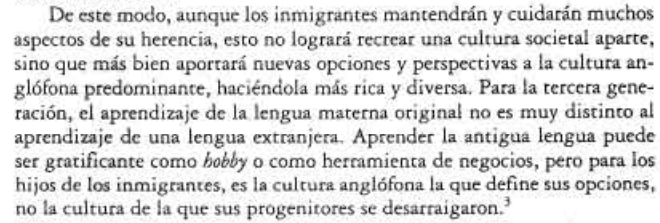 De este modo, aunque los inmigrantes mantendrán y cuidarán muchos
aspectos de su herencia, esto no logrará recrear una cultura societal aparte,
sino que más bien aportará nuevas opciones y perspectivas a la cultura an-
glófona predominante, haciéndola más rica y diversa. Para la tercera gene-
ración, el aprendizaje de la lengua materna original no es muy distinto al
aprendizaje de una lengua extranjera. Aprender la antigua lengua puede
ser gratificante como hobby o como herramienta de negocios, pero para los
hijos de los inmigrantes, es la cultura anglófona la que define sus opciones,
no la cultura de la que sus progenitores se desarraigaron.³